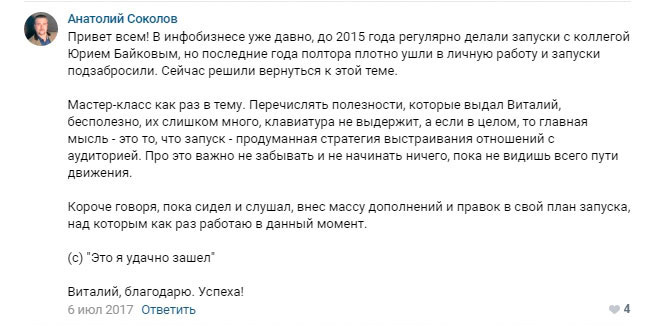 Анатолий Соколов
Привет всем! В инфобизнесе уже давно, до 2015 года регулярно делали запуски с коллегой
Юрием Байковым, но последние года полтора плотно ушли в личную работу и запуски
подзабросили. Сейчас решили вернуться к этой теме.
Мастер-класс как раз в тему. Перечислять полезности, которые выдал Виталий,
бесполезно, их слишком много, клавиатура не выдержит, а если в целом, то главная
мысль - это то, что запуск - продуманная стратегия выстраивания отношений с
аудиторией. Про это важно не забывать и не начинать ничего, пока не видишь всего пути
движения.
Короче говоря, пока сидел и слушал, внес массу дополнений и правок в свой план запуска,
над которым как раз работаю в данный момент.
(с) "Это я удачно зашел"
Виталий, благодарю. Успеха!
6 июл 2017 Ответить 4